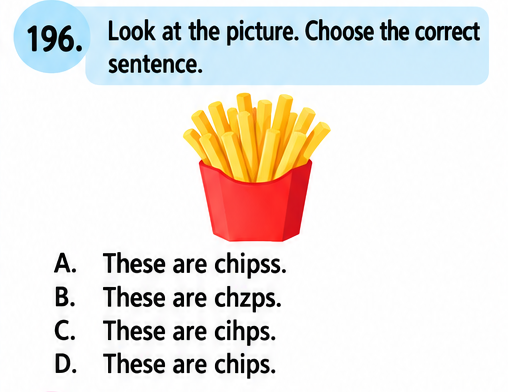 196. Look at the picture. Choose the correct
sentence.
A. These are chipss.
B. These are chzps.
C. These are cihps.
D. These are chips.